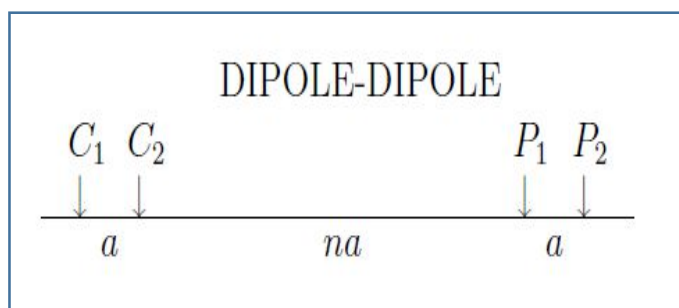 DIPOLE-DIPOLE
C₁ C₂ P₁ P₂
a na a